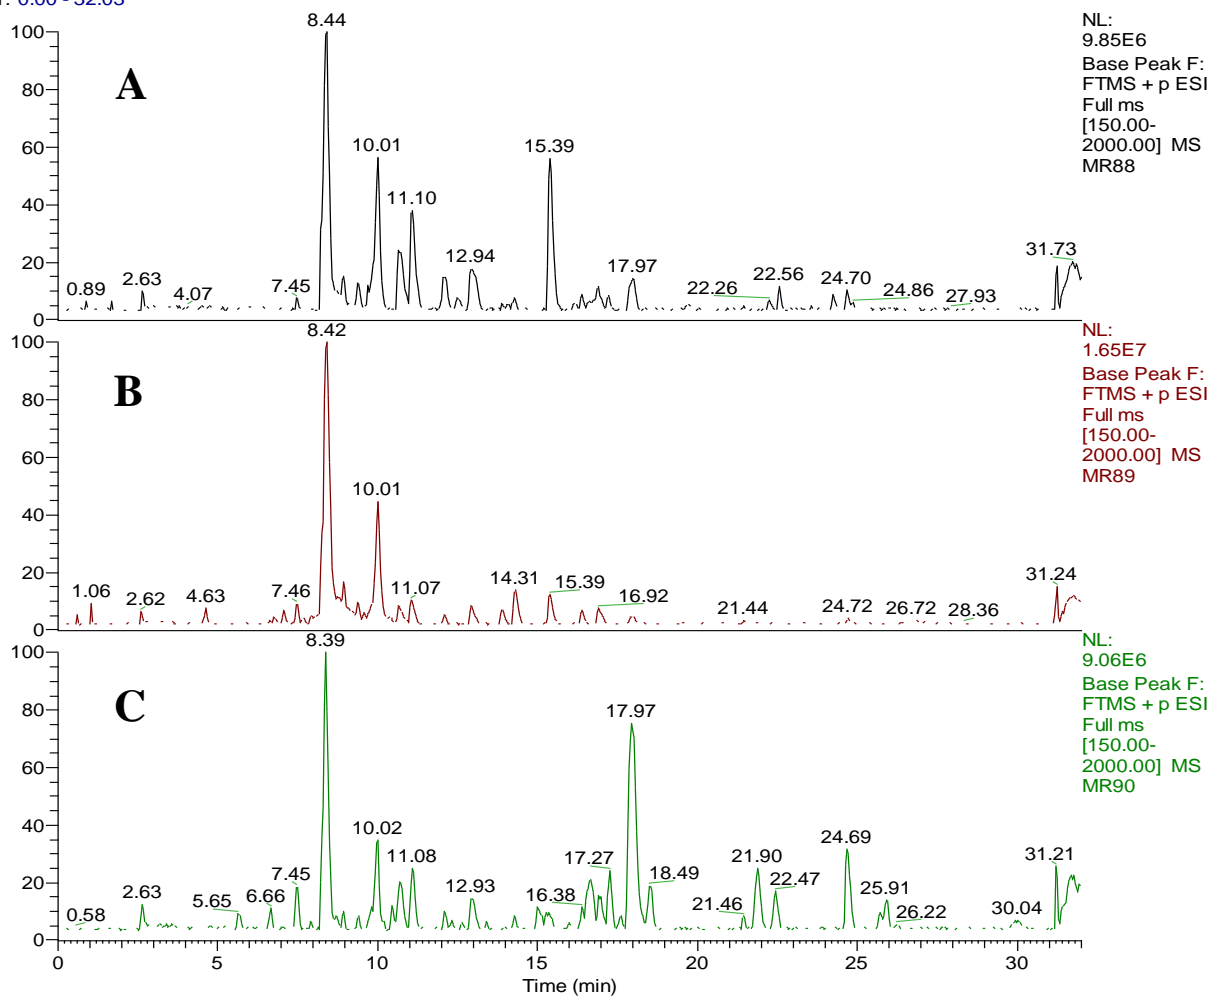 0.00 - 32.03
8.44
100
80
60
40
20
0
A
10.01
11.10
15.39
0.89
2.63
4.07
7.45
12.94
17.97
22.26
22.56
24.70
24.86
27.93
31.73
NL:
9.85E6
Base Peak F:
FTMS + p ESI
Full ms
[150.00-
2000.00] MS
MR88
8.42
100
80
60
40
20
0
B
10.01
1.06
2.62
4.63
7.46
11.07
14.31
15.39
16.92
21.44
24.72
26.72
28.36
31.24
NL:
1.65E7
Base Peak F:
FTMS + p ESI
Full ms
[150.00-
2000.00] MS
MR89
8.39
100
80
60
40
20
0
C
17.97
10.02
11.08
0.58
2.63
5.65
6.66
7.45
12.93
16.38
17.27
18.49
21.46
21.90
22.47
24.69
25.91
26.22
30.04
31.21
NL:
9.06E6
Base Peak F:
FTMS + p ESI
Full ms
[150.00-
2000.00] MS
MR90
0 5 10 15 20 25 30
Time (min)